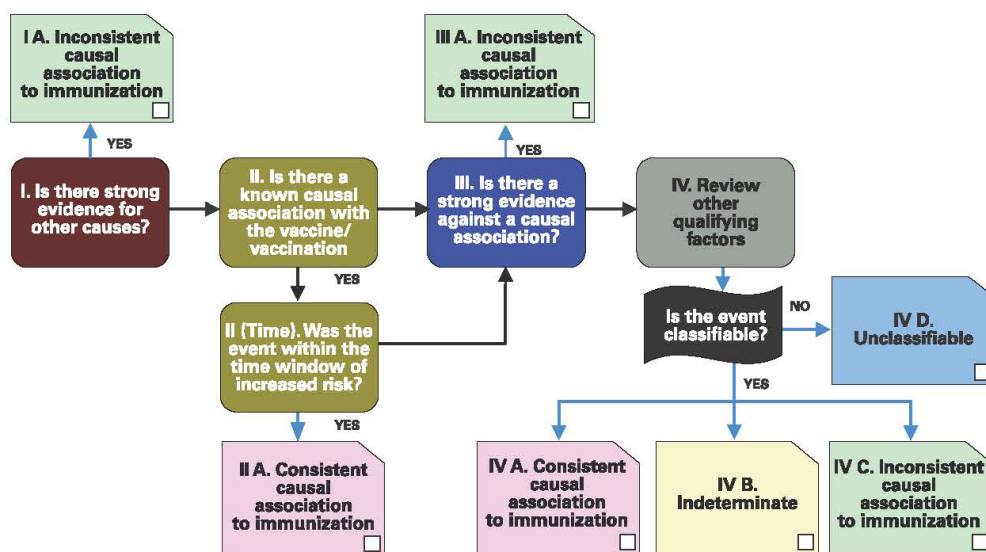 I A. Inconsistent
causal
association
to immunization
III A. Inconsistent
causal
association
to immunization
YES
YES
I. Is there strong
evidence for
other causes?
II. Is there a
known causal
association with
the vaccine/
vaccination
III. Is there a
strong evidence
against a causal
association?
IV. Review
other
qualifying
factors
YES
II (Time). Was the
event within the
time window of
increased risk?
Is the event
classifiable?
NO
IV D.
Unclassifiable
YES
YES
II A. Consistent
causal
association
to immunization
IV A. Consistent
causal
association
to immunization
IV B.
Indeterminate
IV C. Inconsistent
causal
association
to immunization